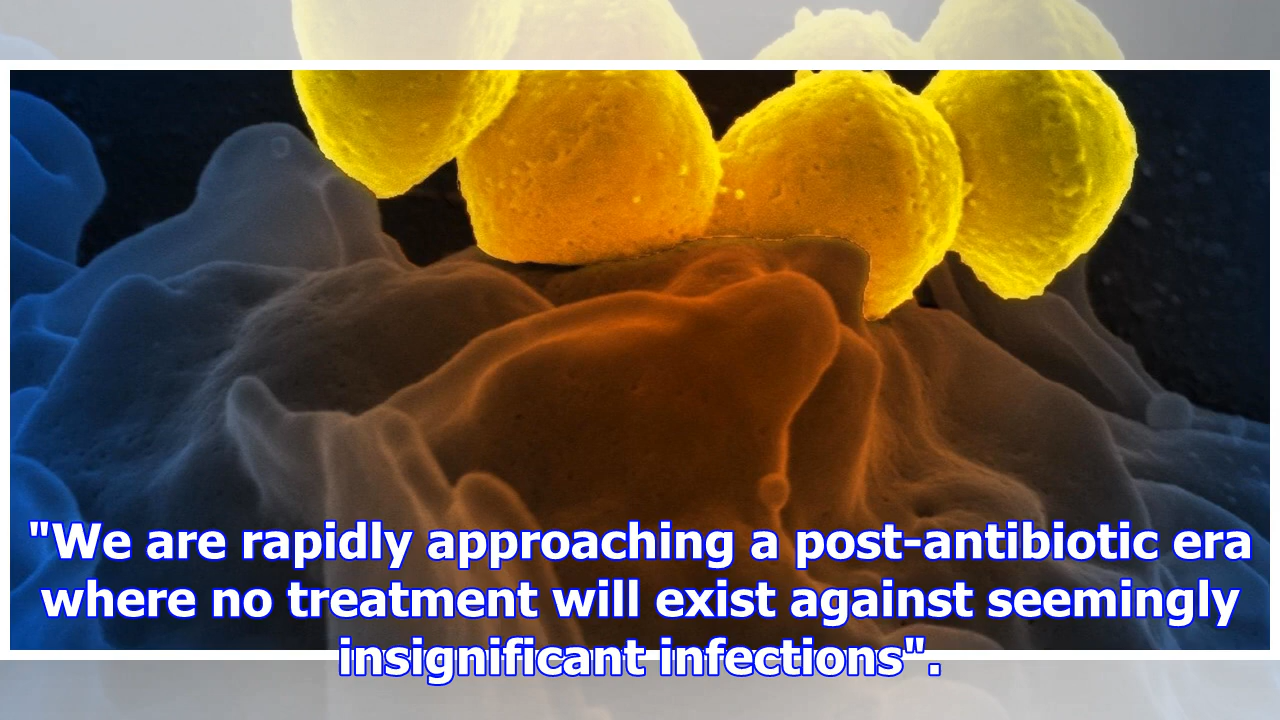 "We are rapidly approaching a post-antibiotic era
where no treatment will exist against seemingly
insignificant infections".